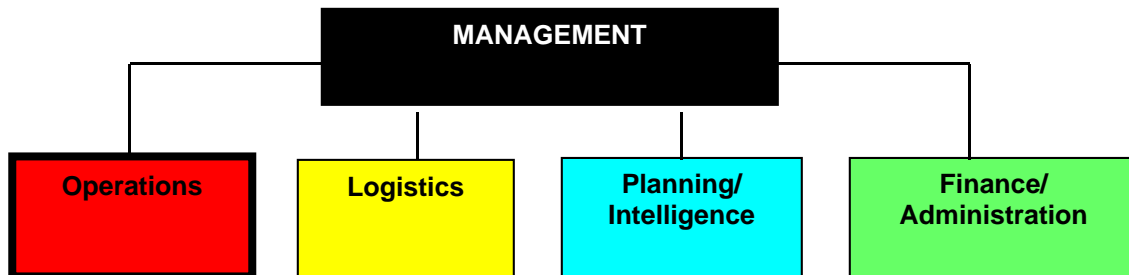 MANAGEMENT
Operations
Logistics
Planning/
Intelligence
Finance/
Administration